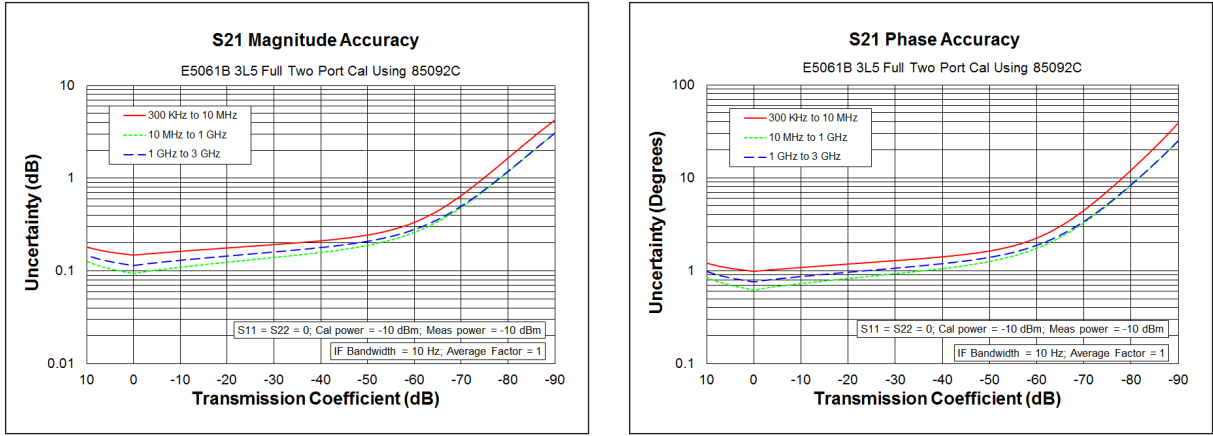 S21 Magnitude Accuracy
E5061B 3L5 Full Two Port Cal Using 85092C
10
1
0.1
0.01
Uncertainty (dB)
300 KHz to 10 MHz
10 MHz to 1 GHz
1 GHz to 3 GHz
S11 = S22 = 0; Cal power = -10 dBm; Meas power = -10 dBm
IF Bandwidth = 10 Hz; Average Factor = 1
10 0 -10 -20 -30 -40 -50 -60 -70 -80 -90
Transmission Coefficient (dB)
S21 Phase Accuracy
E5061B 3L5 Full Two Port Cal Using 85092C
100
10
1
0.1
Uncertainty (Degrees)
300 KHz to 10 MHz
10 MHz to 1 GHz
1 GHz to 3 GHz
S11 = S22 = 0; Cal power = -10 dBm; Meas power = -10 dBm
IF Bandwidth = 10 Hz; Average Factor = 1
10 0 -10 -20 -30 -40 -50 -60 -70 -80 -90
Transmission Coefficient (dB)